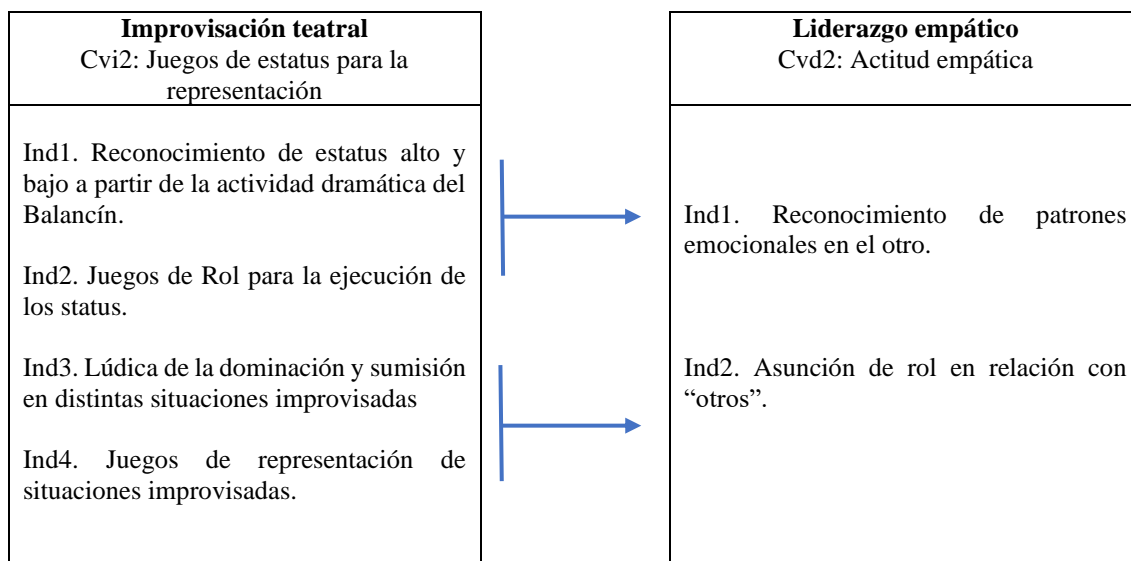 Improvisación teatral
Cvi2: Juegos de estatus para la
representación
Ind1. Reconocimiento de estatus alto y
bajo a partir de la actividad dramática del
Balancín.
Ind2. Juegos de Rol para la ejecución de
los status.
Ind3. Lúdica de la dominación y sumisión
en distintas situaciones improvisadas
Ind4. Juegos de representación de
situaciones improvisadas.
Liderazgo empático
Cvd2: Actitud empática
Ind1. Reconocimiento de patrones
emocionales en el otro.
Ind2. Asunción de rol en relación con
“otros”.